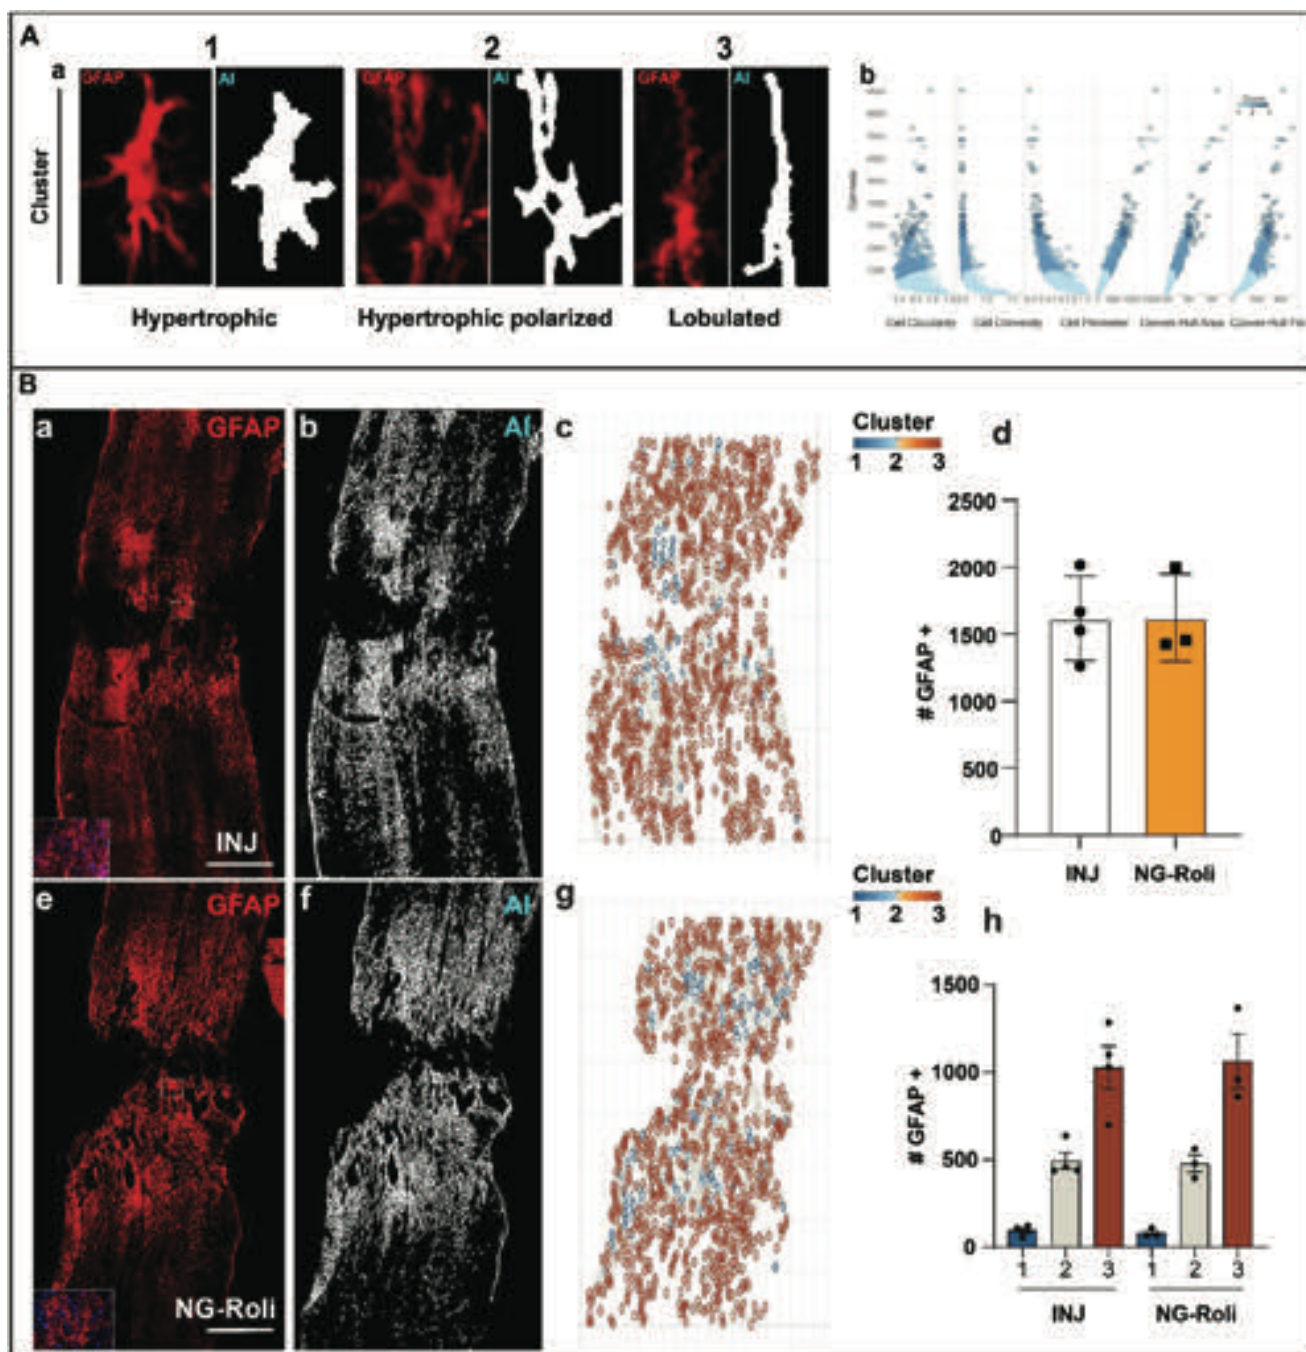 A
1 2 3
a GFAP AI GFAP AI GFAP AI b
Cluster
Hypertrophic Hypertrophic polarized Lobulated
B
a GFAP b AI c Cluster d
1 2 3
2500
2000
1500
1000
500
0
# GFAP +
INJ NG-Roli
INJ
e GFAP f AI g Cluster h
1 2 3
1500
1000
500
0
# GFAP +
1 2 3 1 2 3
INJ NG-Roli
NG-Roli